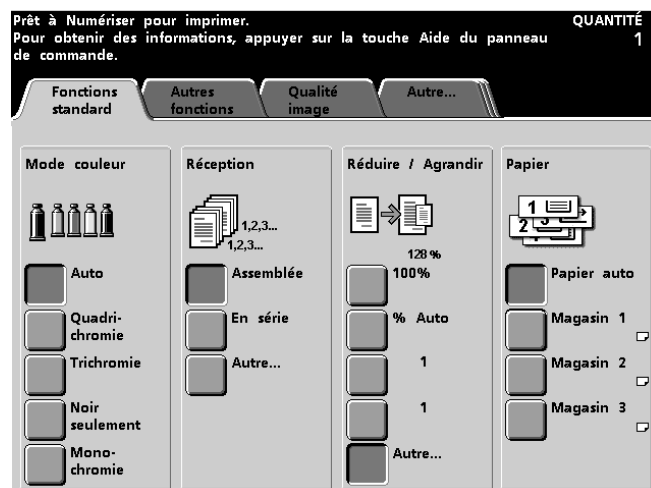 Prêt à Numériser pour imprimer.
QUANTITÉ
Pour obtenir des informations, appuyer sur la touche Aide du panneau
1
de commande.
Fonctions
standard
Autres
fonctions
Qualité
image
Autre...
Mode couleur
Auto
Quadri-
chromie
Trichromie
Noir
seulement
Mono-
chromie
Réception
1,2,3...
1,2,3...
Assemblée
En série
Autre...
Réduire / Agrandir
128 %
100%
% Auto
1
1
Autre...
Papier
1
2
3
Papier auto
Magasin 1
Magasin 2
Magasin 3